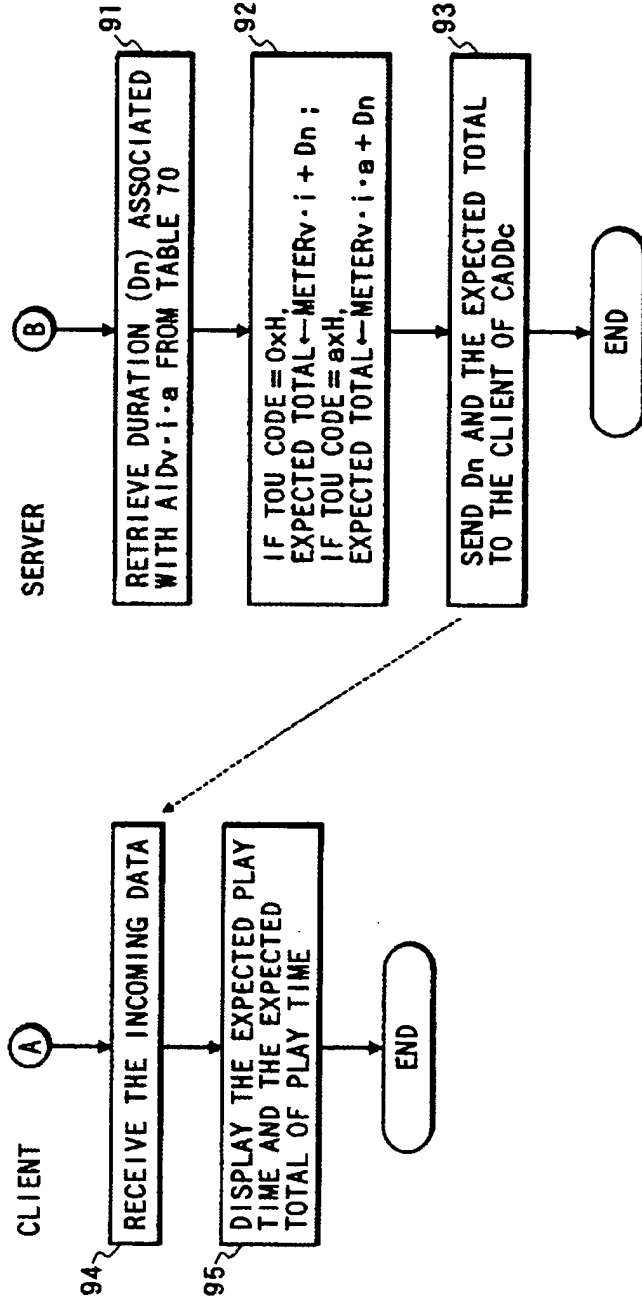 CLIENT
A
94
RECEIVE THE INCOMING DATA
95
DISPLAY THE EXPECTED PLAY
TIME AND THE EXPECTED
TOTAL OF PLAY TIME
END
SERVER
B
91
RETRIEVE DURATION (Dn) ASSOCIATED
WITH AIDv·i·a FROM TABLE 70
92
IF TOU CODE=0xH,
EXPECTED TOTAL←METERv·i+Dn;
IF TOU CODE=axH,
EXPECTED TOTAL←METERv·i·a+Dn
93
SEND Dn AND THE EXPECTED TOTAL
TO THE CLIENT OF CADDc
END